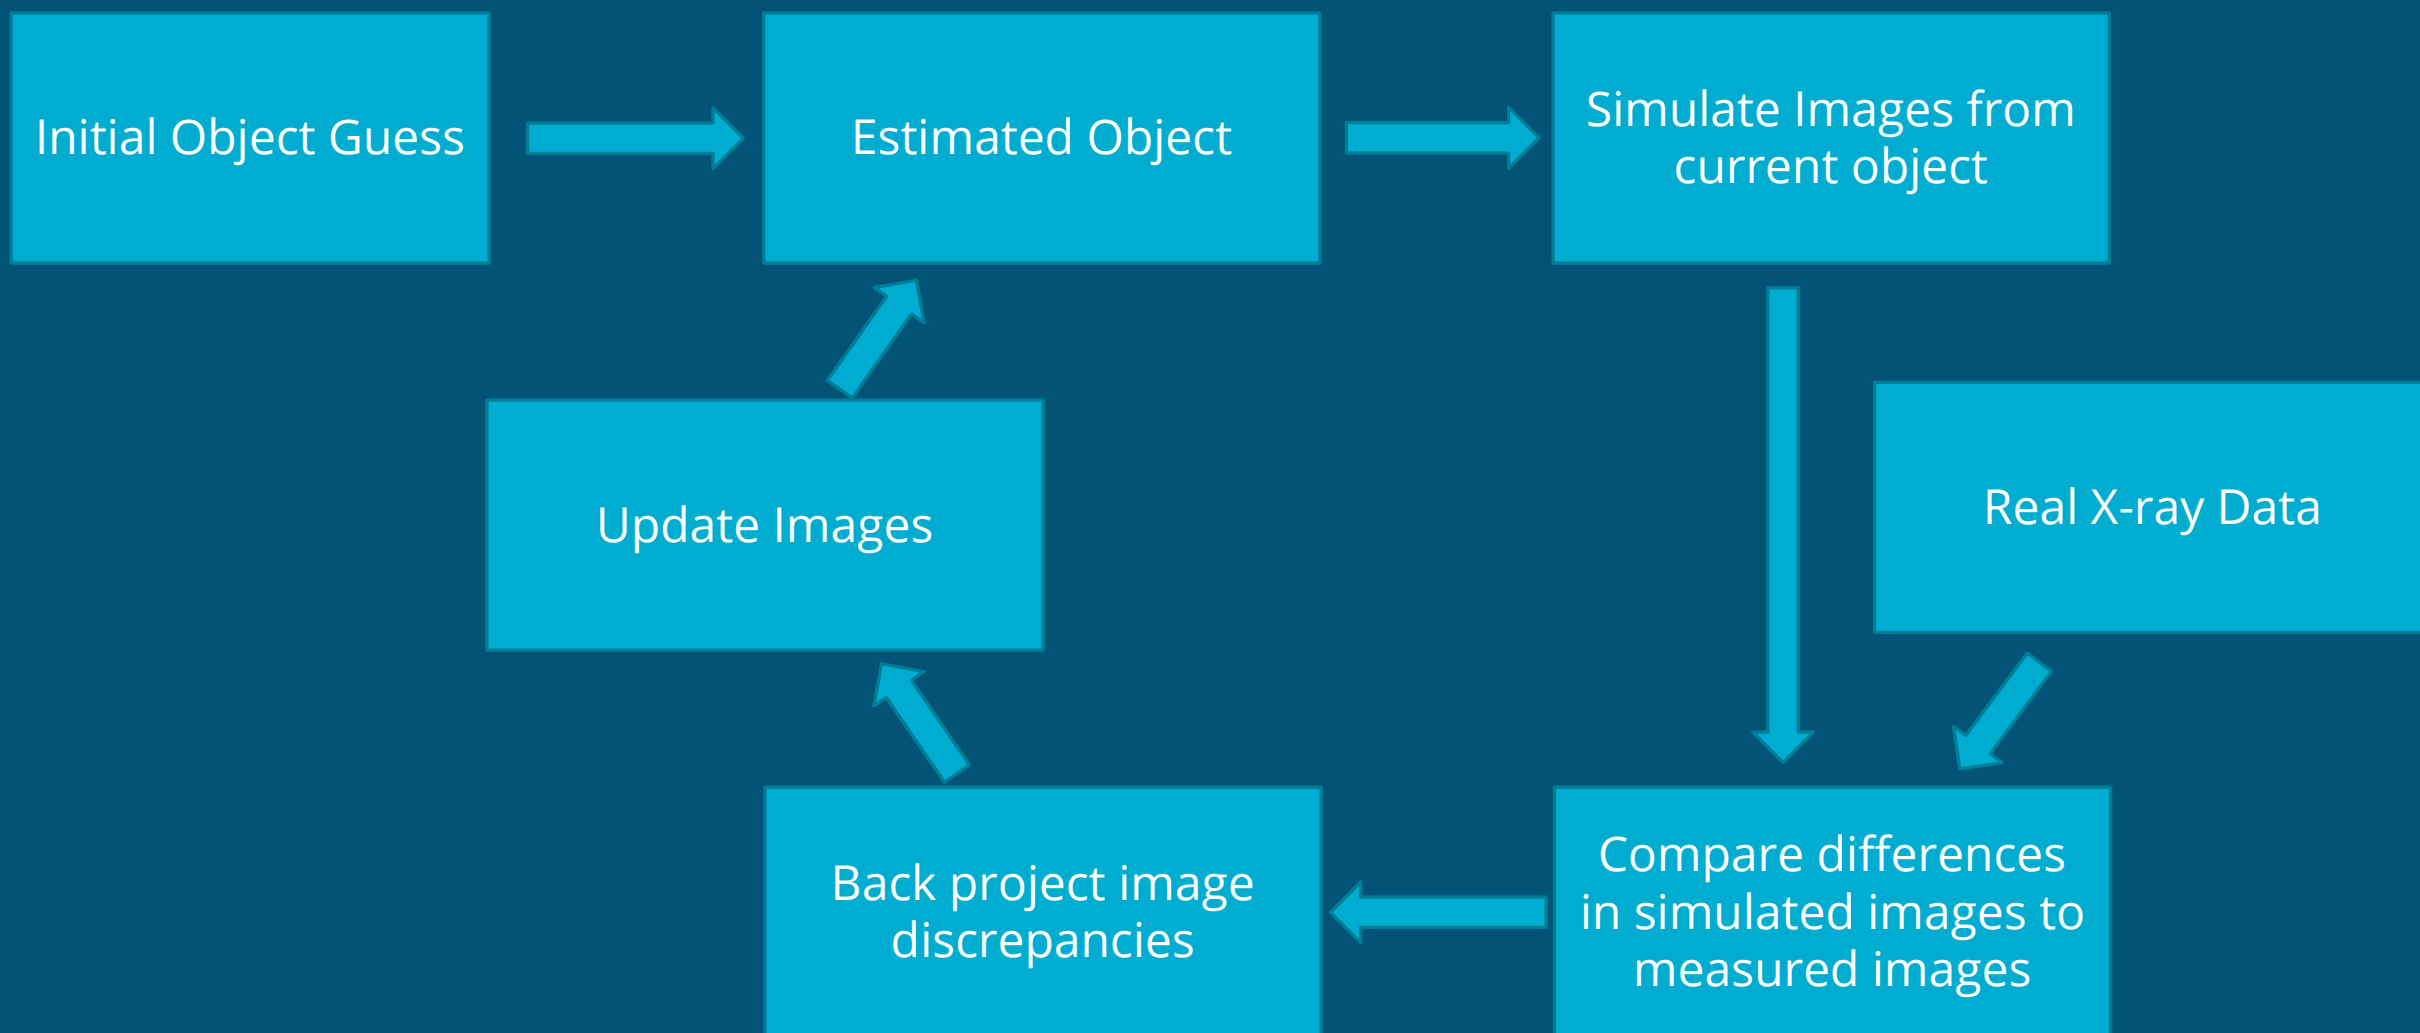 Initial Object Guess
Estimated Object
Simulate Images from
current object
Update Images
Real X-ray Data
Back project image
discrepancies
Compare differences
in simulated images to
measured images